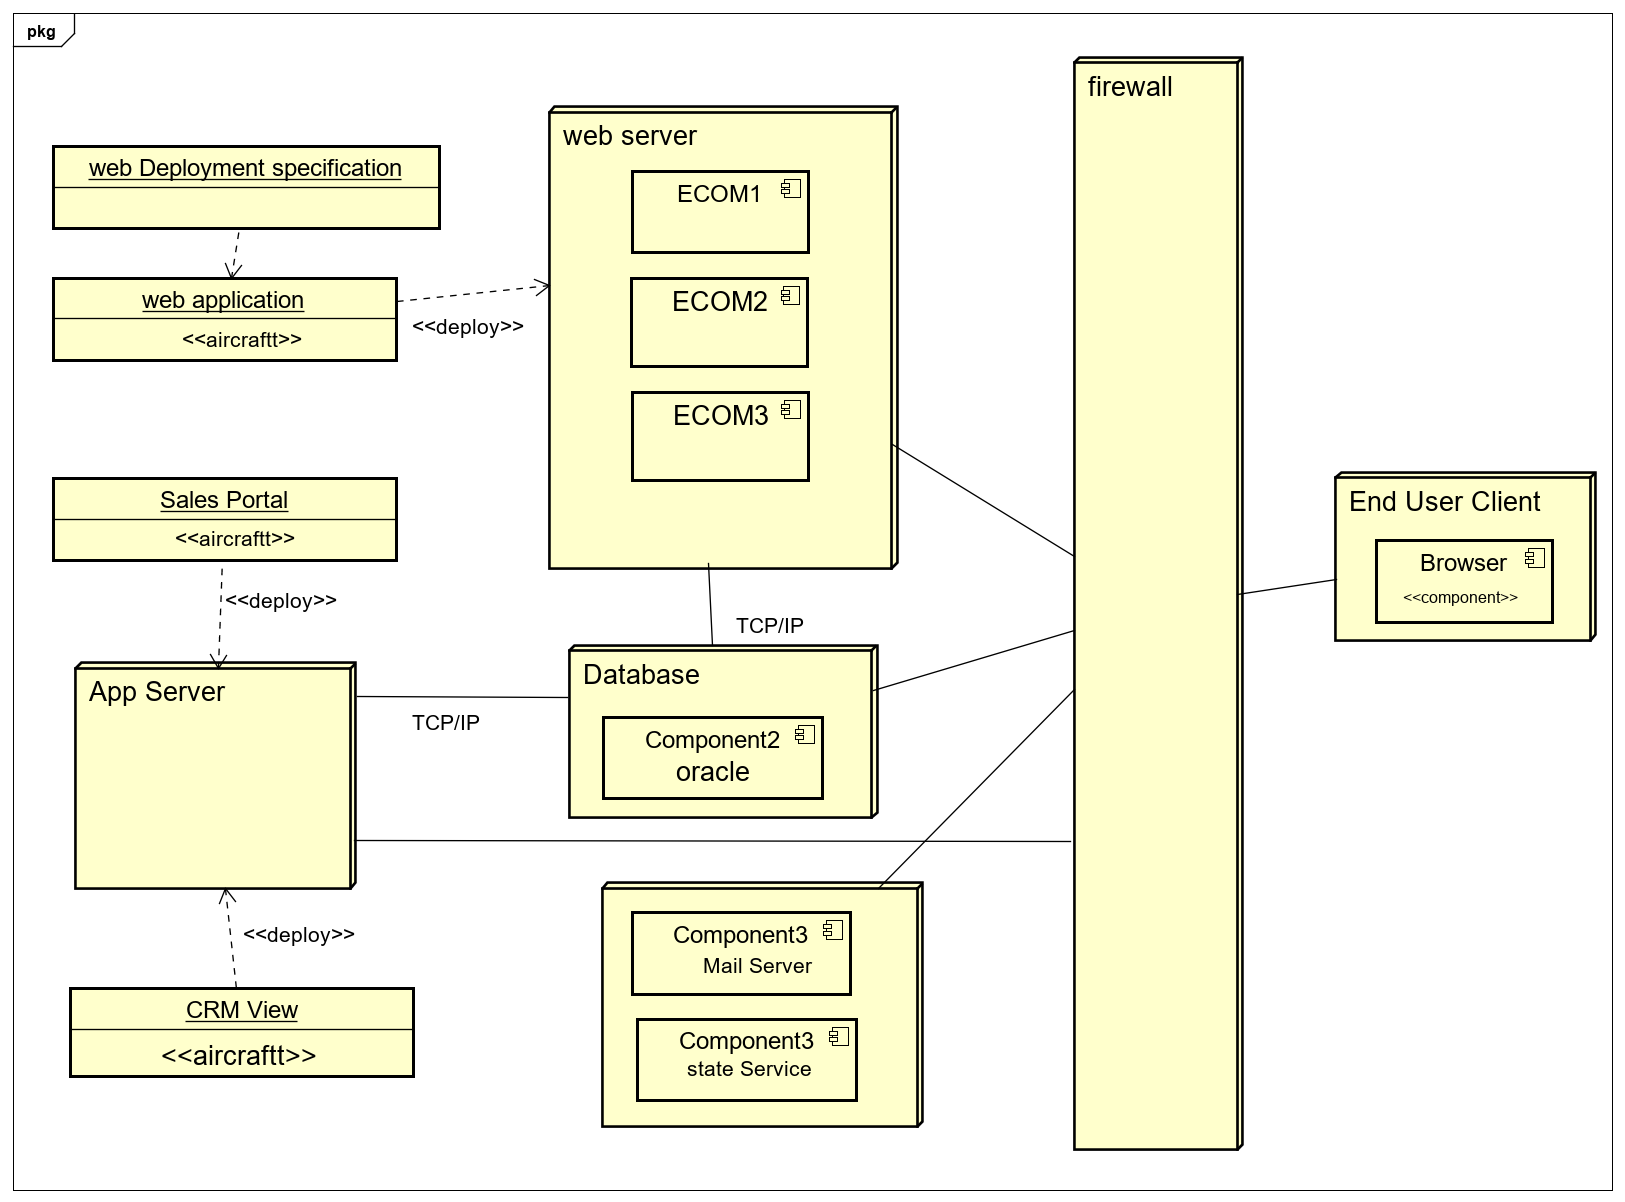 pkg
web Deployment specification
web application
<<aircraftt>>
<<deploy>>
web server
ECOM1
ECOM2
ECOM3
firewall
Sales Portal
<<aircraftt>>
<<deploy>>
End User Client
Browser
<<component>>
App Server
TCP/IP
TCP/IP
Database
Component2
oracle
<<deploy>>
CRM View
<<aircraftt>>
Component3
Mail Server
Component3
state Service